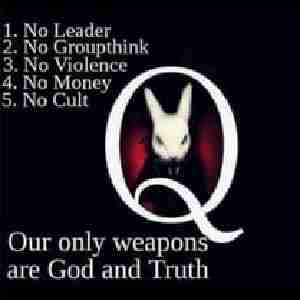 1. No Leader
2. No Groupthink
3. No Violence
4. No Money
5. No Cult
Q
Our only weapons
are God and Truth